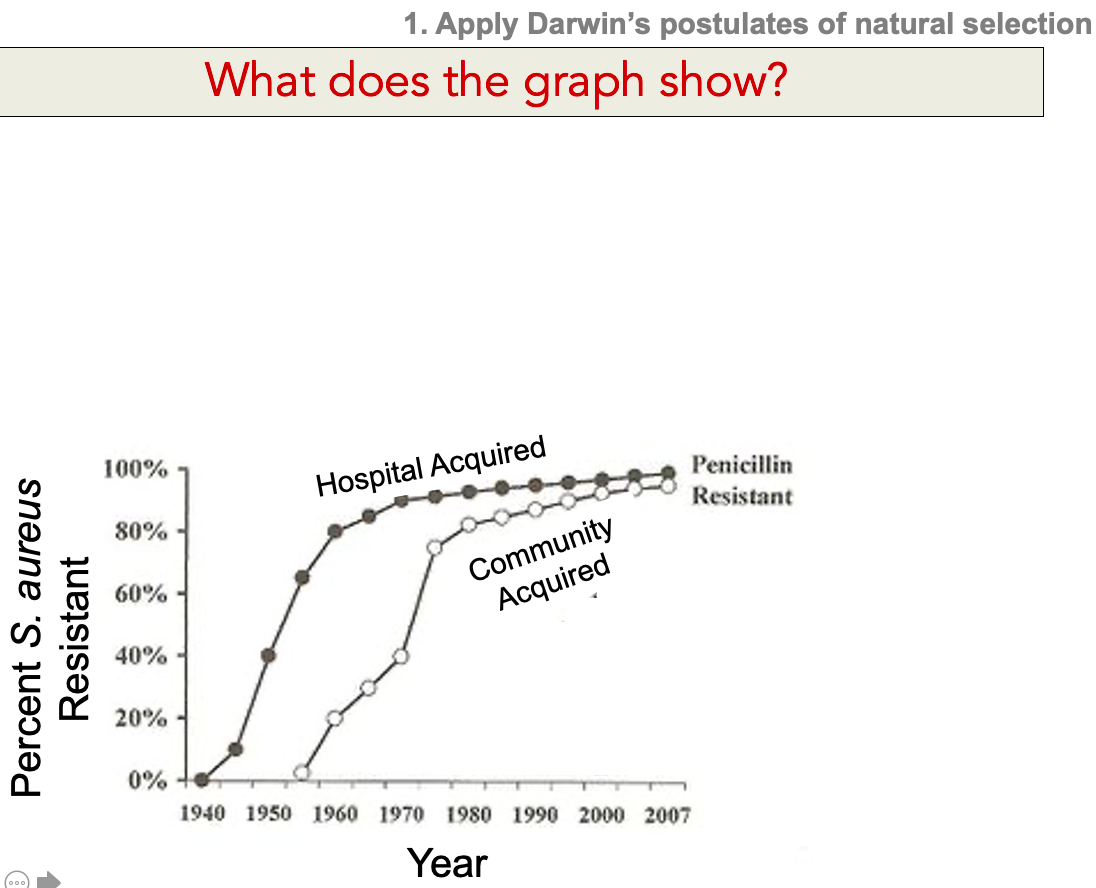 1. Apply Darwin’s postulates of natural selection
What does the graph show?
Percent S. aureus
Resistant
100%
80%
60%
40%
20%
0%
Hospital Acquired
Community
Acquired
Penicillin
Resistant
1940 1950 1960 1970 1980 1990 2000 2007
Year